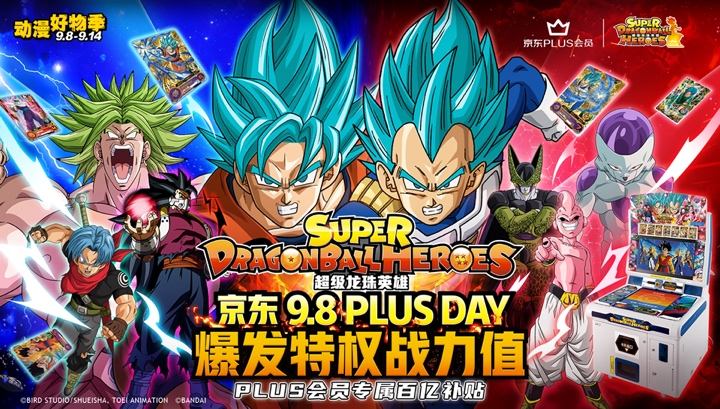 动漫好物季
9.8-9.14
京东PLUS会员
SUPER
DRAGONBALL HEROES
SUPER
DRAGONBALL HEROES
超级龙珠英雄
京东 9.8 PLUS DAY
爆发特权战力值
PLUS会员专属百亿补贴
©BIRD STUDIO/SHUEISHA, TOEI ANIMATION ©BANDAI